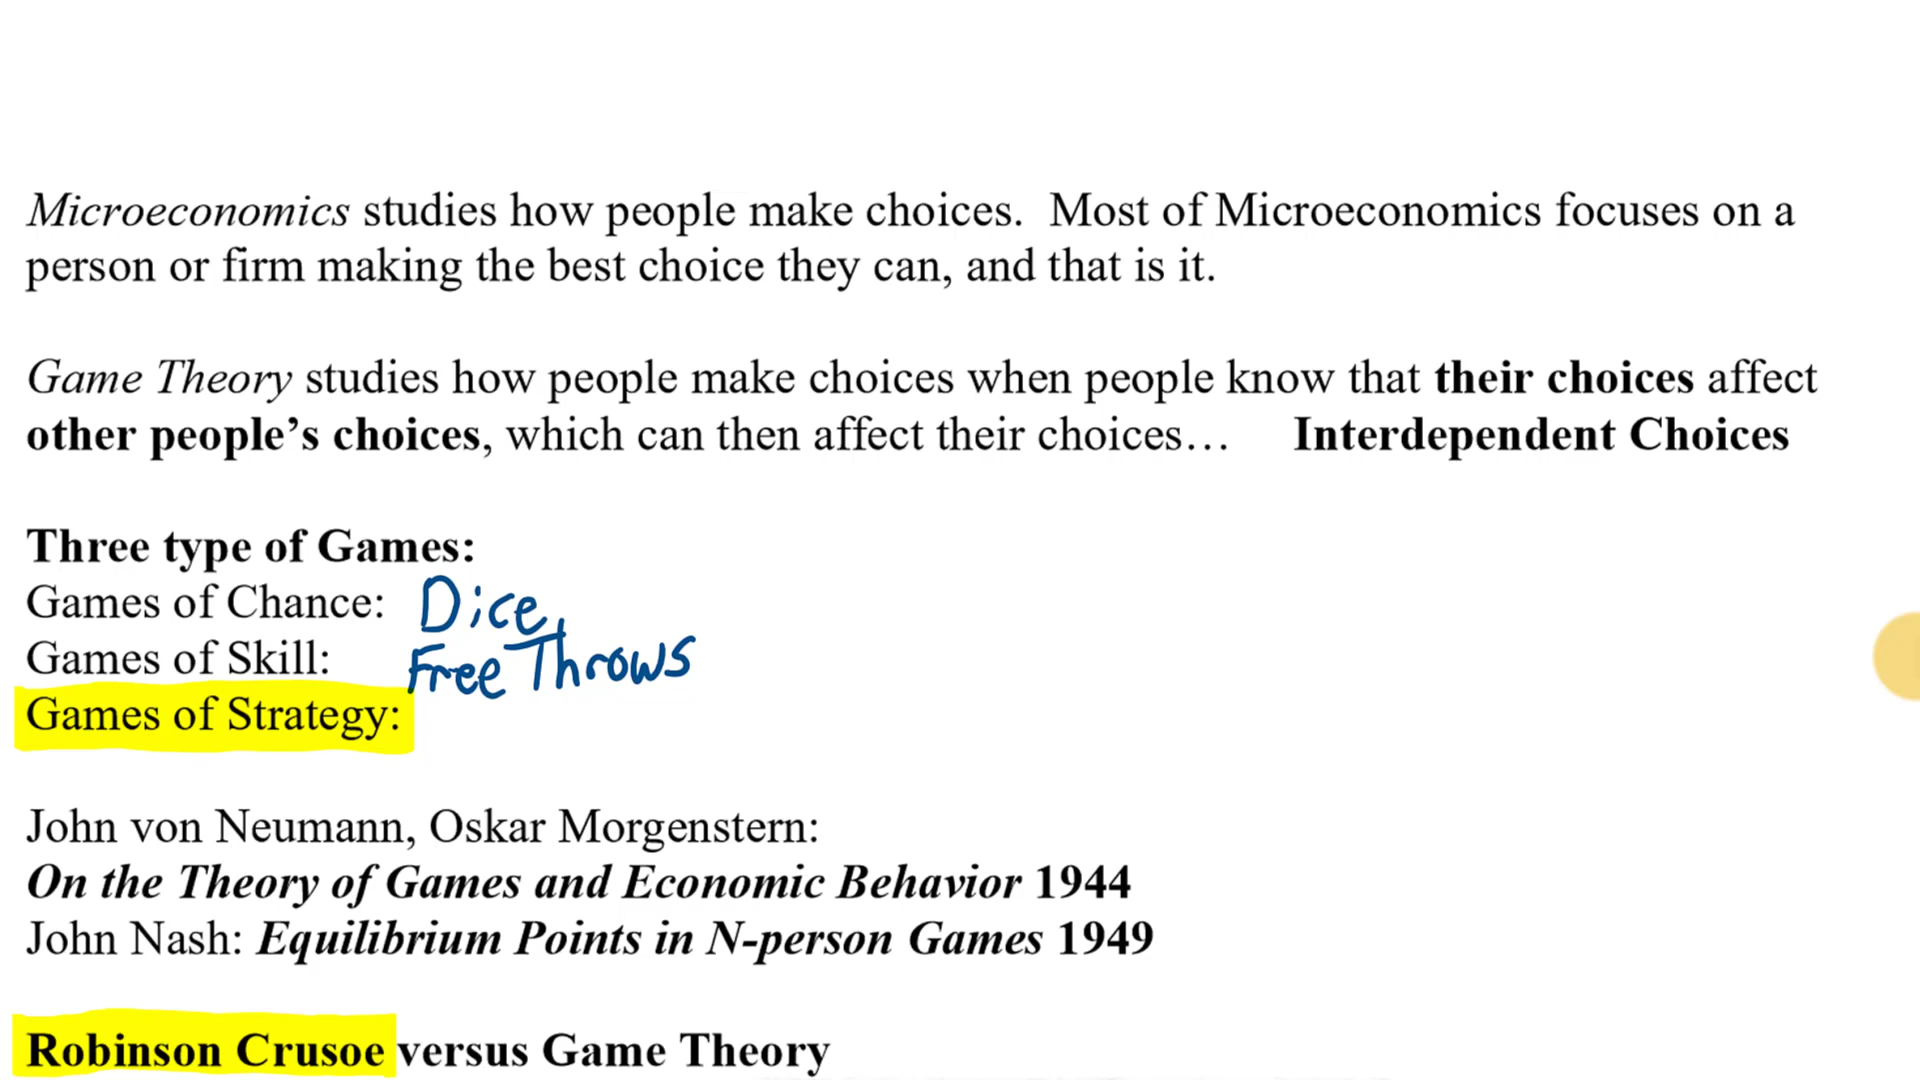 Microeconomics studies how people make choices.  Most of Microeconomics focuses on a
person or firm making the best choice they can, and that is it.
Game Theory studies how people make choices when people know that their choices affect
other people’s choices, which can then affect their choices…    Interdependent Choices
Three type of Games:
Games of Chance: Dice,
Games of Skill: Free Throws
Games of Strategy:
John von Neumann, Oskar Morgenstern:
On the Theory of Games and Economic Behavior 1944
John Nash: Equilibrium Points in N-person Games 1949
Robinson Crusoe versus Game Theory